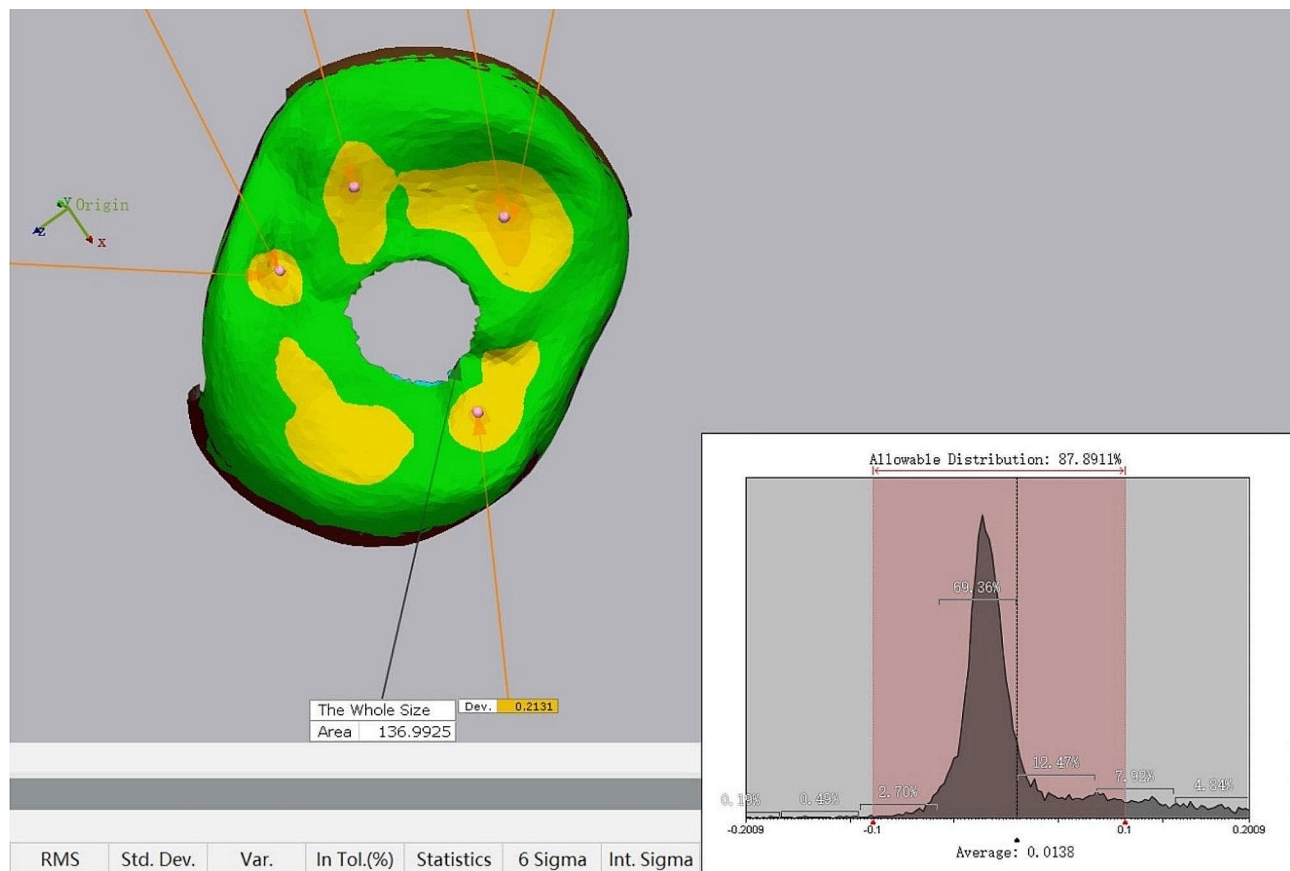 Y
Origin
Z
X
The Whole Size
Area 136.9925
Dev. 0.2131
Allowable Distribution: 87.8911%
69.36%
12.47%
7.92%
4.84%
2.70%
0.49%
0.19%
-0.2009 -0.1 0.1 0.2009
Average: 0.0138
RMS Std. Dev. Var. In Tol.(%) Statistics 6 Sigma Int. Sigma